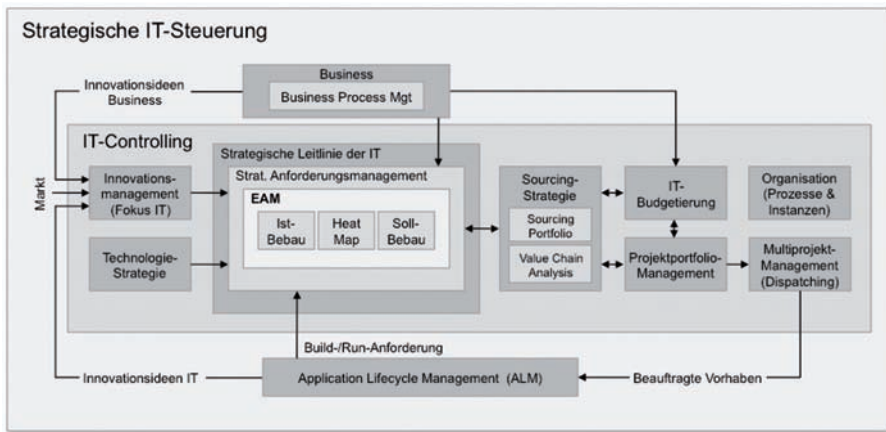 Strategische IT-Steuerung
Business
Business Process Mgt
Innovationsideen
Business
IT-Controlling
Strategische Leitlinie der IT
Strat. Anforderungsmanagement
EAM
Ist-
Bebau
Heat
Map
Soll-
Bebau
Markt
Innovations-
management
(Fokus IT)
Technologie-
Strategie
Sourcing-
Strategie
Sourcing
Portfolio
Value Chain
Analysis
IT-
Budgetierung
Projektportfolio-
Management
Organisation
(Prozesse &
Instanzen)
Multiprojekt-
Management
(Dispatching)
Build-/Run-Anforderung
Innovationsideen IT
Application Lifecycle Management (ALM)
Beauftragte Vorhaben